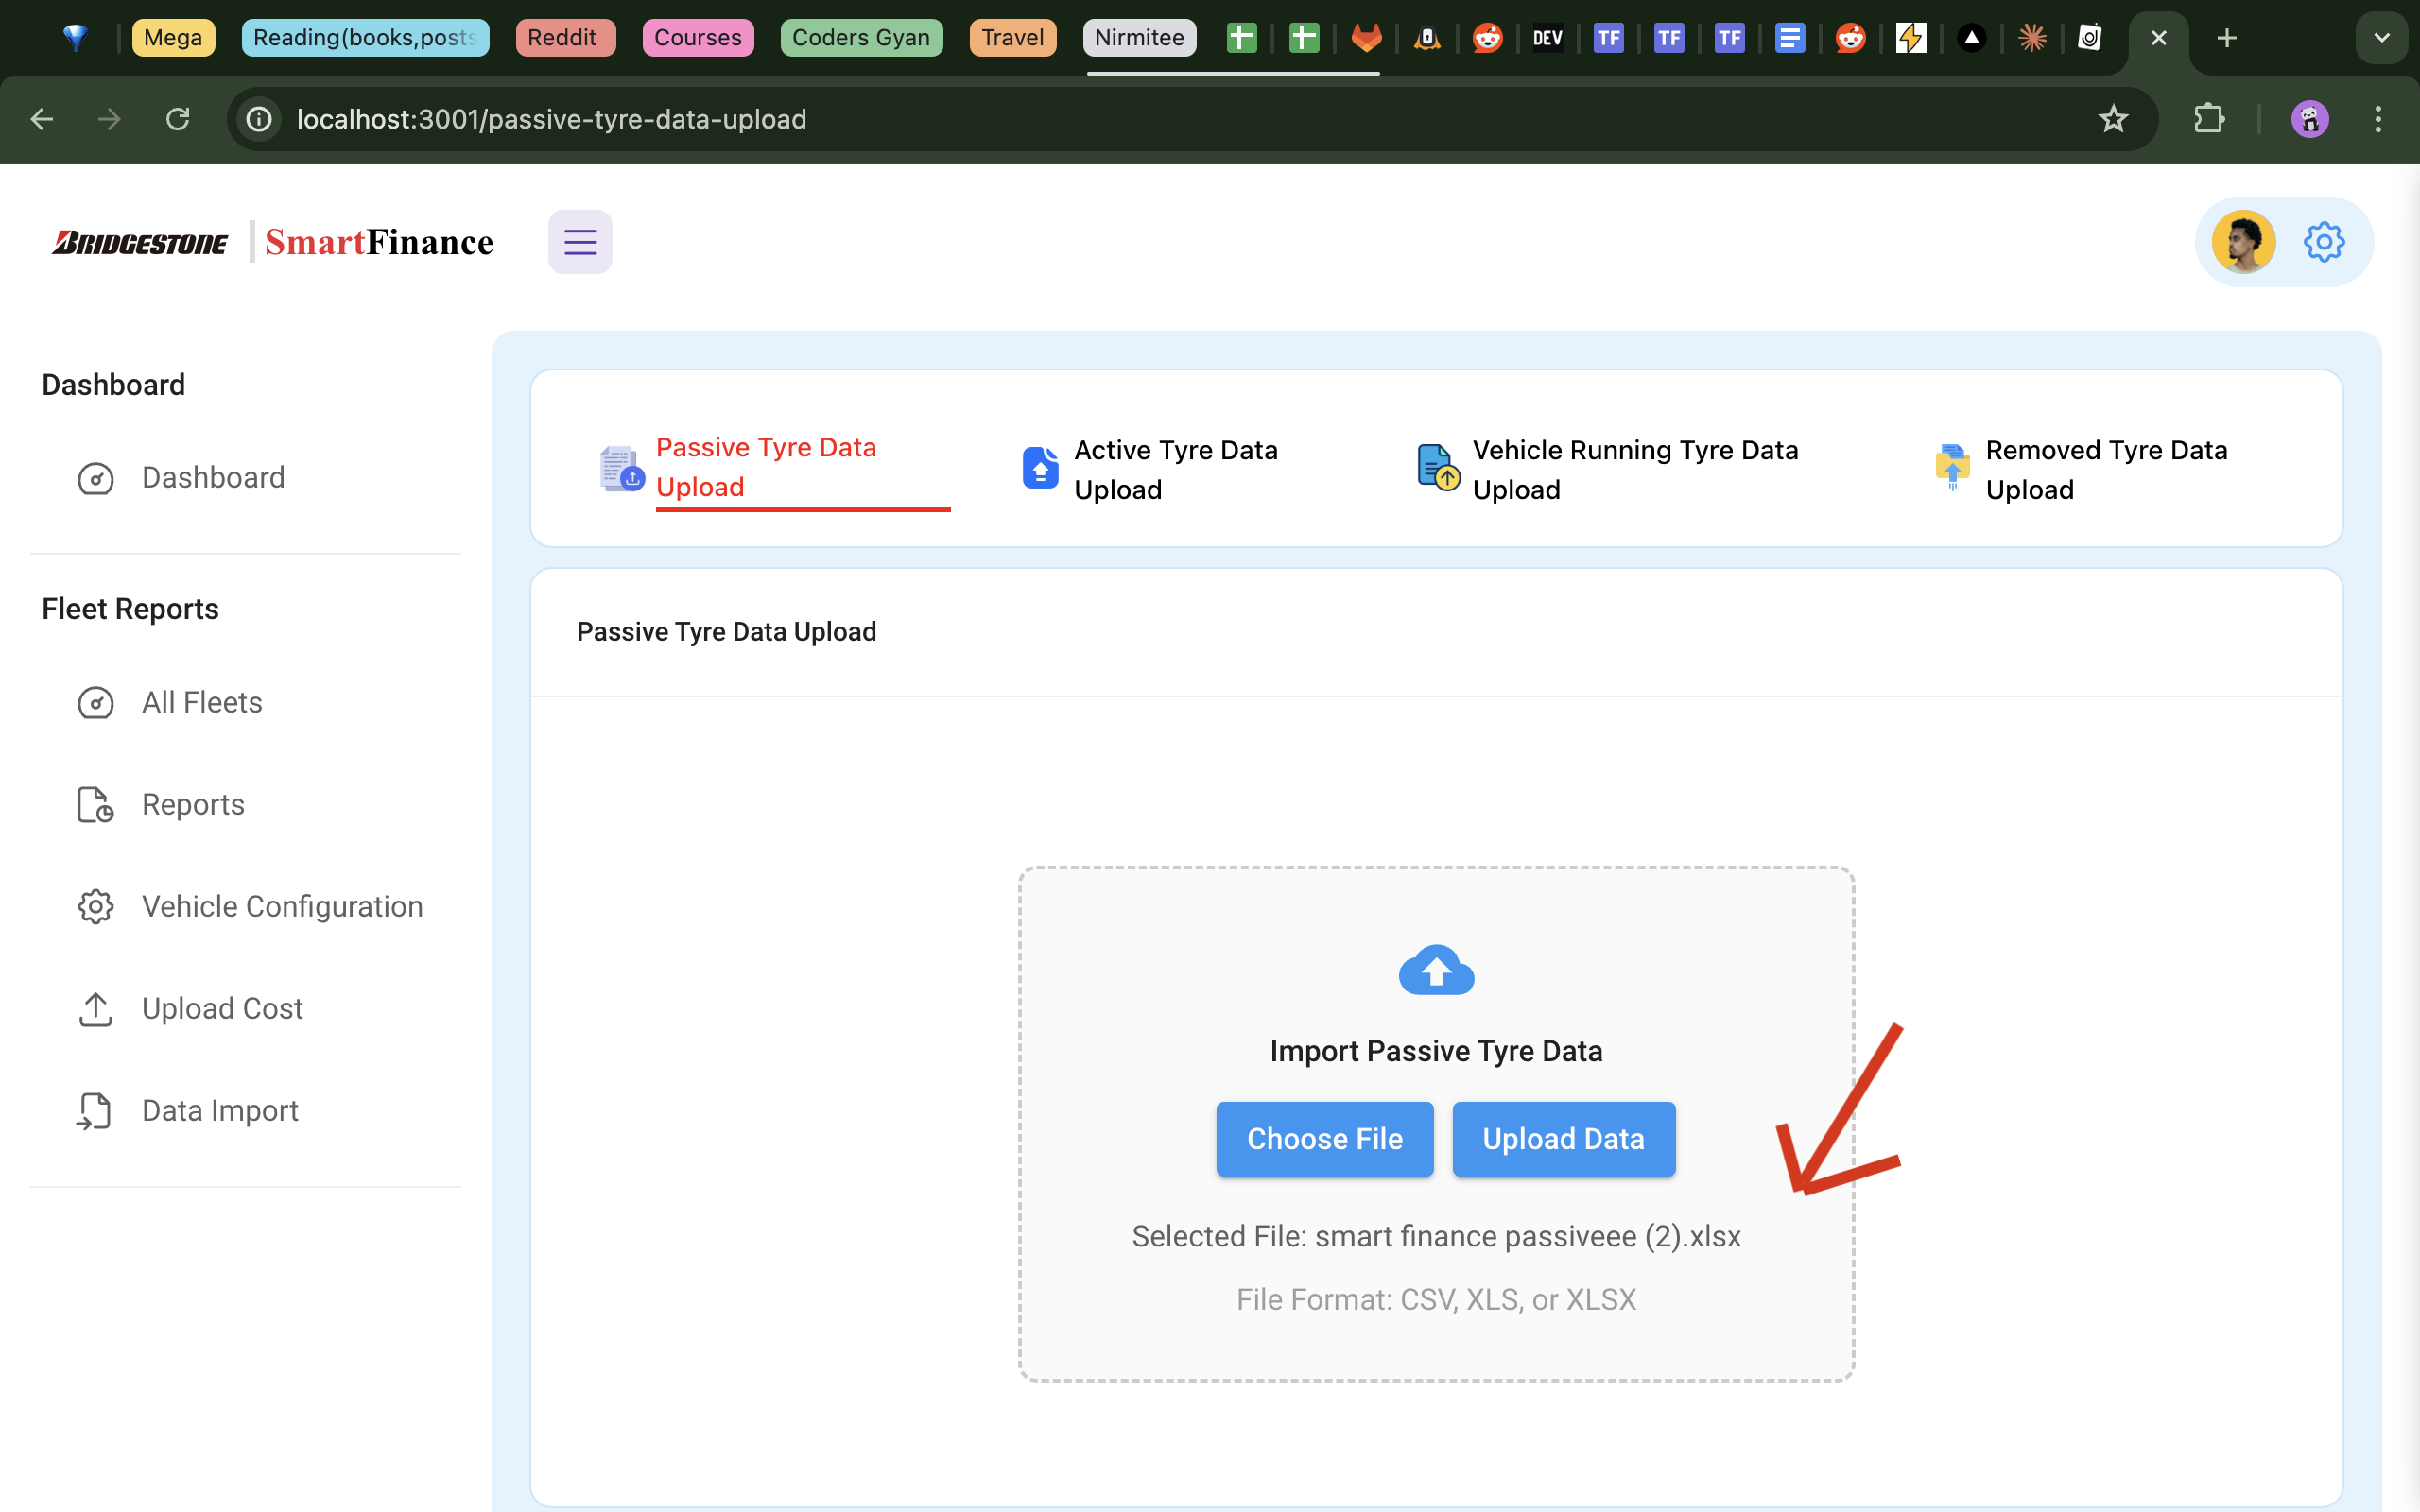 Mega
Reading(books,posts
Reddit
Courses
Coders Gyan
Travel
Nirmitee
DEV
TF
TF
TF
localhost:3001/passive-tyre-data-upload
BRIDGESTONE
SmartFinance
Dashboard
Dashboard
Fleet Reports
All Fleets
Reports
Vehicle Configuration
Upload Cost
Data Import
Passive Tyre Data
Upload
Active Tyre Data
Upload
Vehicle Running Tyre Data
Upload
Removed Tyre Data
Upload
Passive Tyre Data Upload
Import Passive Tyre Data
Choose File
Upload Data
Selected File: smart finance passiveee (2).xlsx
File Format: CSV, XLS, or XLSX